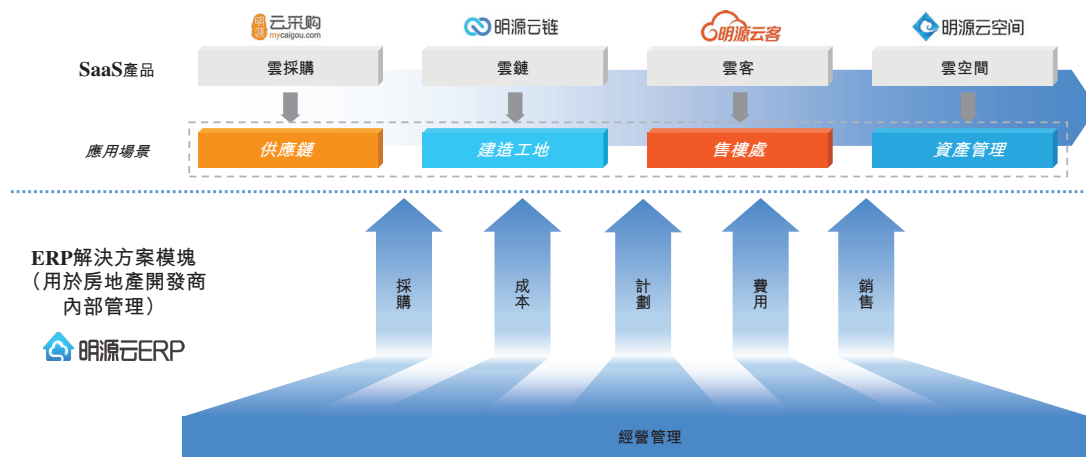 明源
云采购
mycaigou.com
明源云链
明源云客
明源云空间
SaaS產品
雲採購
雲鏈
雲客
雲空間
應用場景
供應鏈
建造工地
售樓處
資產管理
ERP解決方案模塊
（用於房地產開發商
內部管理）
明源云ERP
採購
成本
計劃
費用
銷售
經營管理